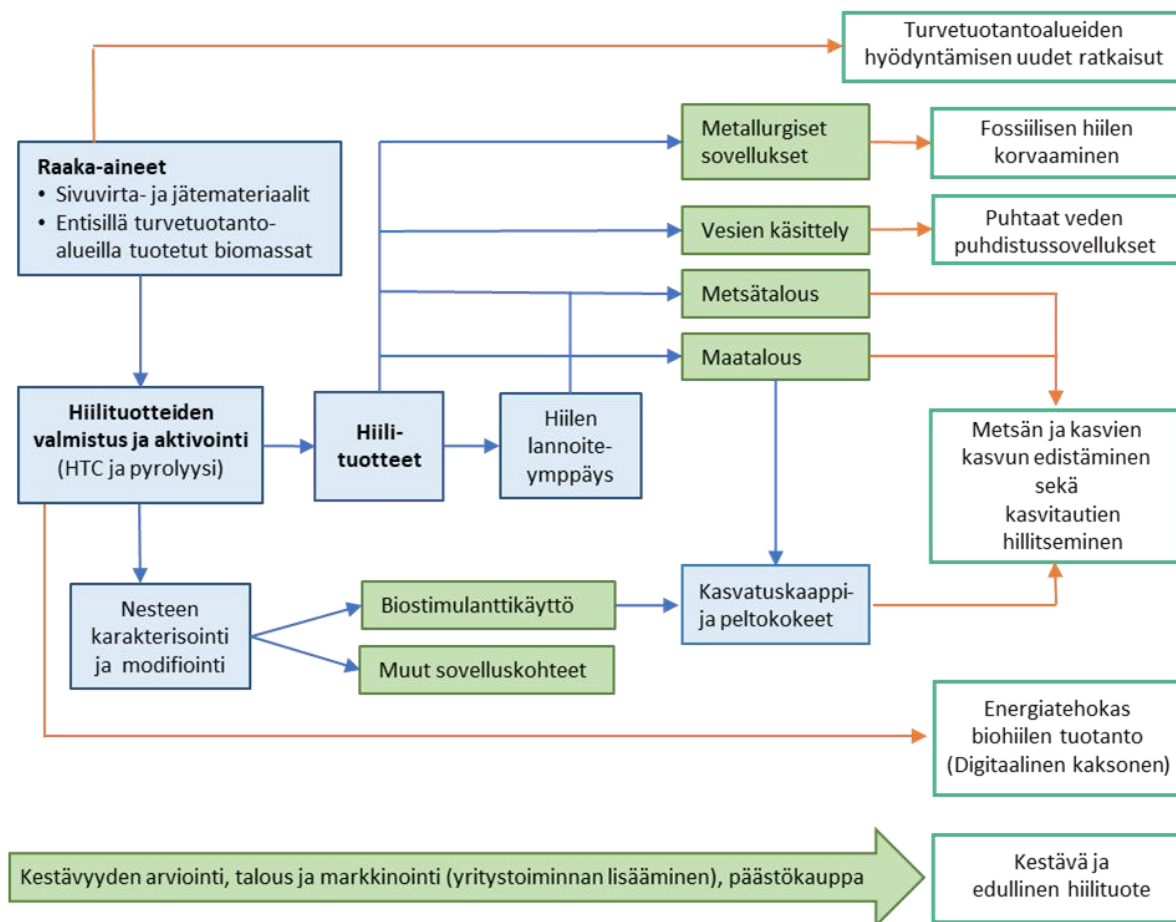 Turvetuotantoalueiden
hyödyntämisen uudet ratkaisut
Raaka-aineet
• Sivuvirta- ja jätemateriaalit
• Entisillä turvetuotanto-
alueilla tuotetut biomassat
Metallurgiset
sovellukset
Fossiilisen hiilen
korvaaminen
Vesien käsittely
Puhtaat veden
puhdistussovellukset
Metsätalous
Maatalous
Hiilituotteiden
valmistus ja aktivointi
(HTC ja pyrolyysi)
Hiili-
tuotteet
Hiilen
lannoite-
ymppäys
Metsän ja kasvien
kasvun edistäminen
sekä
kasvitautien
hillitseminen
Nesteen
karakterisointi
ja modifiointi
Biostimulanttikäyttö
Muut sovelluskohteet
Kasvatuskaappi-
ja peltokokeet
Energiatehokas
biohiilen tuotanto
(Digitaalinen kaksonen)
Kestävyyden arviointi, talous ja markkinointi (yritystoiminnan lisääminen), päästökauppa
Kestävä ja
edullinen hiilituote